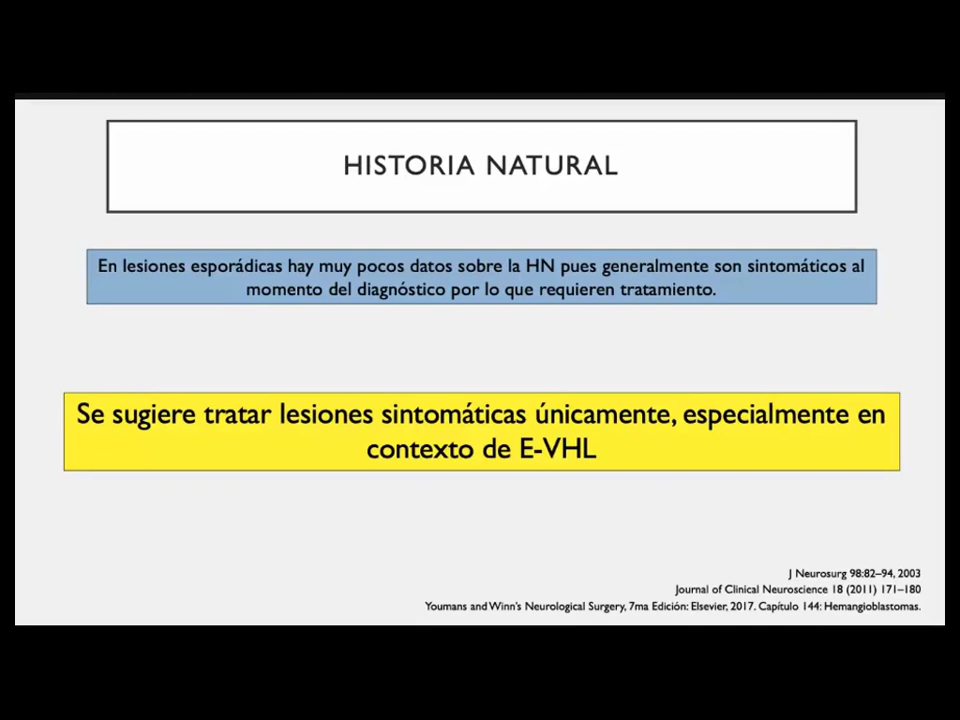 HISTORIA NATURAL
En lesiones esporádicas hay muy pocos datos sobre la HN pues generalmente son sintomáticos al
momento del diagnóstico por lo que requieren tratamiento.
Se sugiere tratar lesiones sintomáticas únicamente, especialmente en
contexto de E-VHL
J Neurosurg 98:82–94, 2003
Journal of Clinical Neuroscience 18 (2011) 171–180
Youmans and Winn's Neurological Surgery, 7ma Edición: Elsevier, 2017. Capítulo 144: Hemangioblastomas.